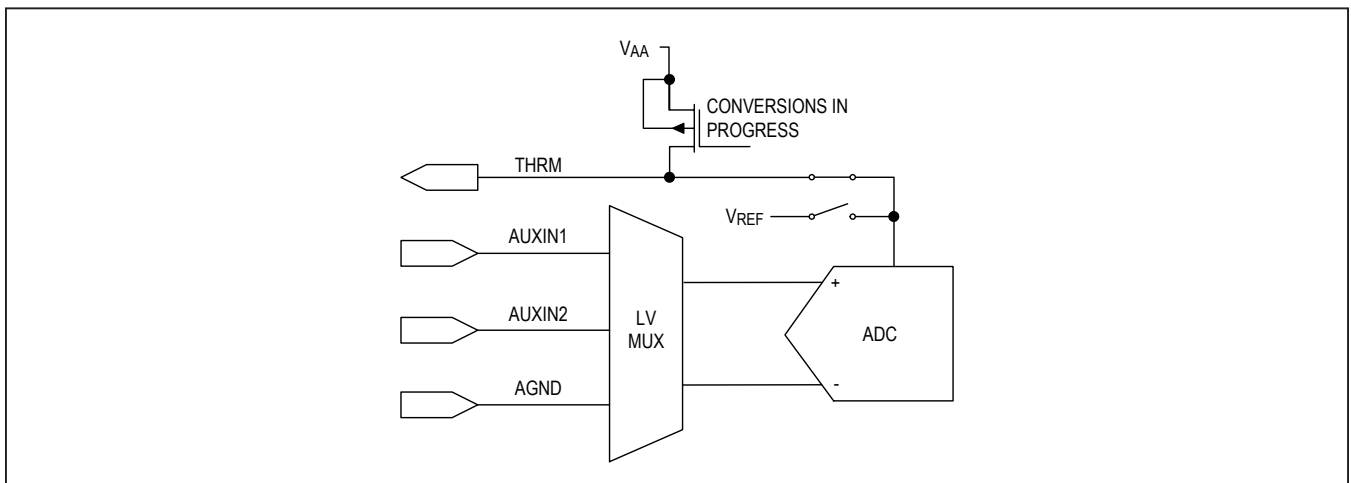 VAA
CONVERSIONS IN
PROGRESS
THRM
VREF
AUXIN1
AUXIN2
AGND
LV
MUX
+
-
ADC